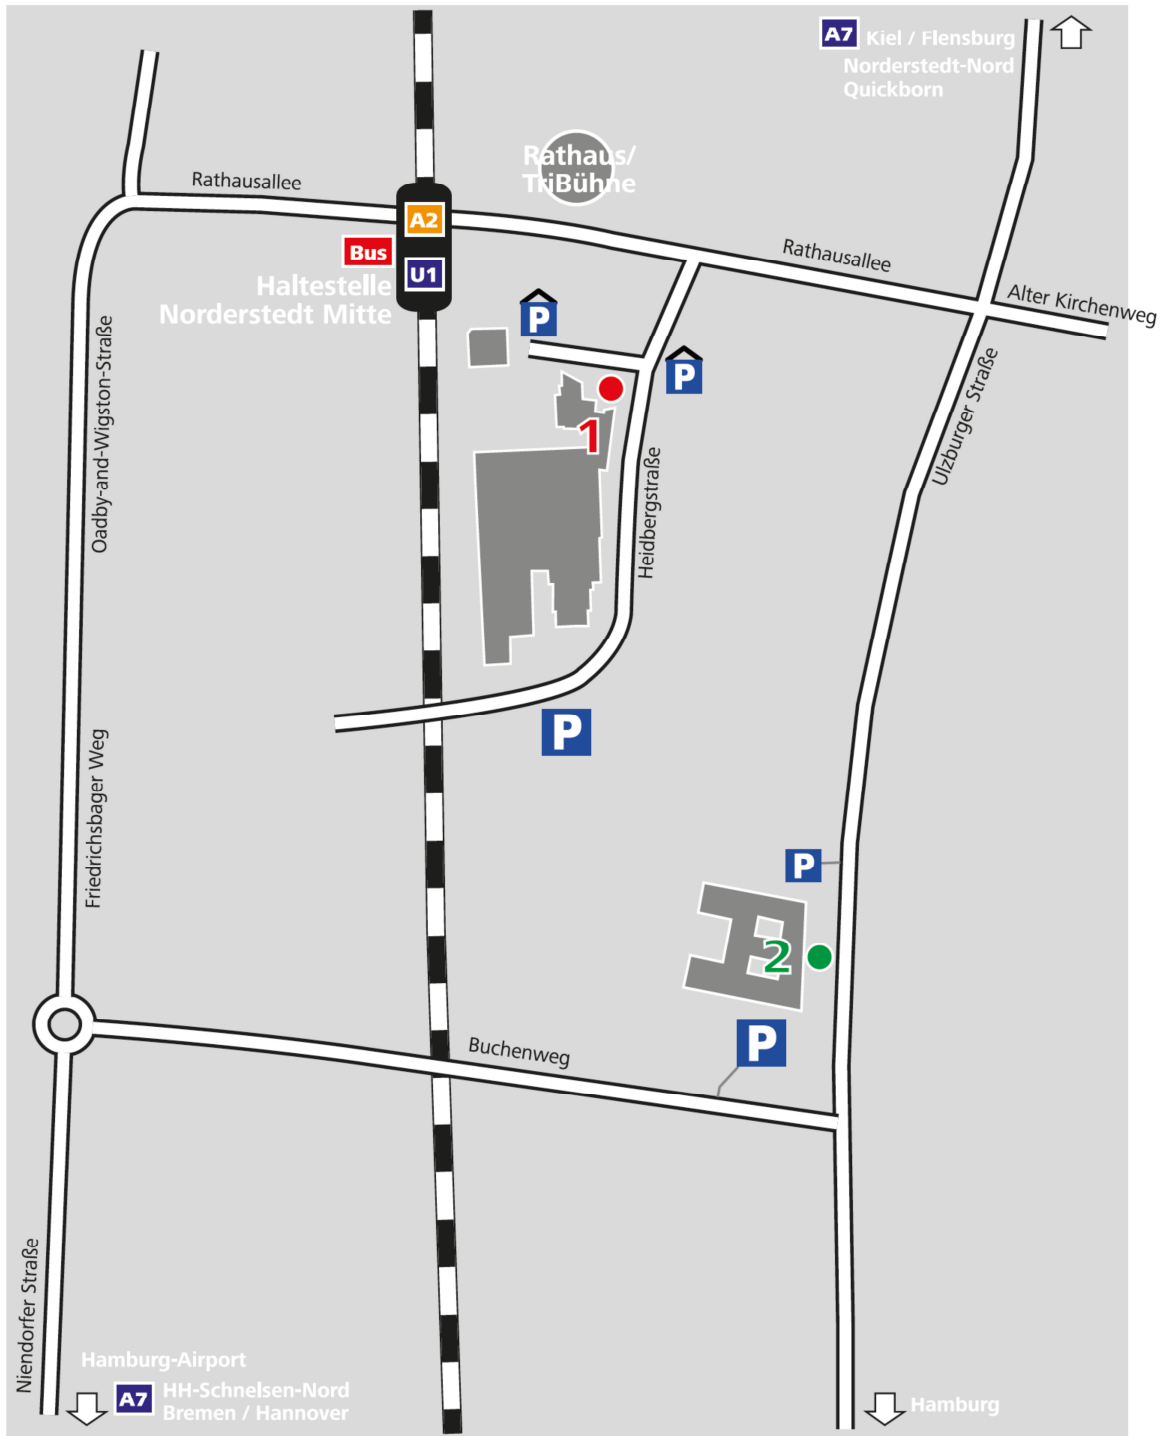 A7 Kiel / Flensburg
Norderstedt-Nord
Quickborn
Rathaus/
TriBühne
Rathausallee
A2
Bus
U1
Haltestelle
Norderstedt Mitte
Rathausallee
Alter Kirchenweg
P
P
1
Oadby-and-Wigston-Straße
Ulzburger Straße
Heidbergstraße
P
Friedrichsbager Weg
P
2
P
Buchenweg
Niendorfer Straße
Hamburg-Airport
A7 HH-Schnelsen-Nord
Bremen / Hannover
Hamburg